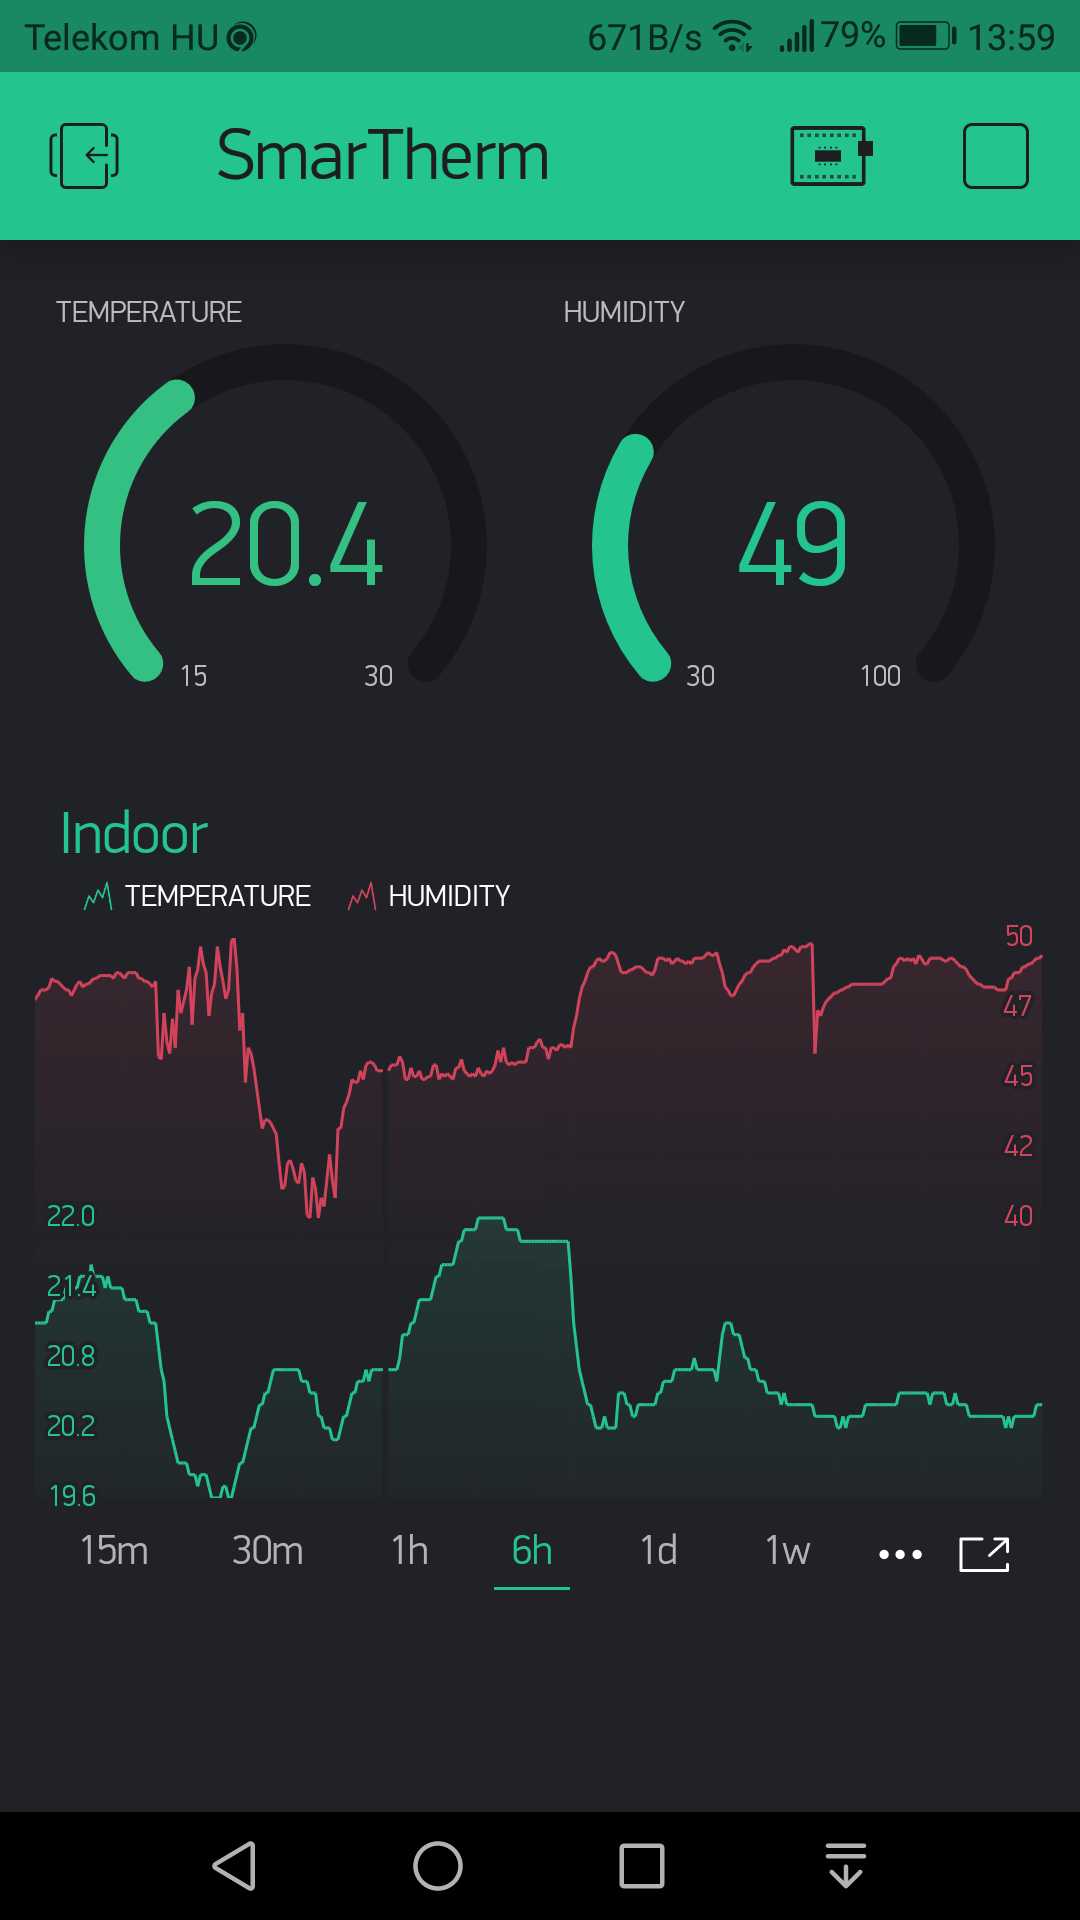 Telekom HU 671B/s 79% 13:59
SmarTherm
TEMPERATURE HUMIDITY
20.4 49
15 30 30 100
Indoor
TEMPERATURE HUMIDITY
50
47
45
42
22.0 40
21.4
20.8
20.2
19.6
15m 30m 1h 6h 1d 1w